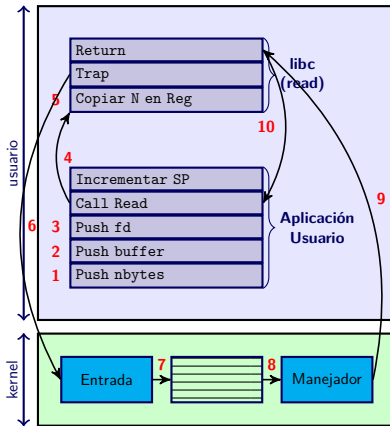 usuario
Return
Trap
5 Copiar N en Reg
libc
(read)
10
4
Incrementar SP
Call Read
3 Push fd
2 Push buffer
1 Push nbytes
Aplicación
Usuario
6
9
kernel
Entrada
7
8
Manejador